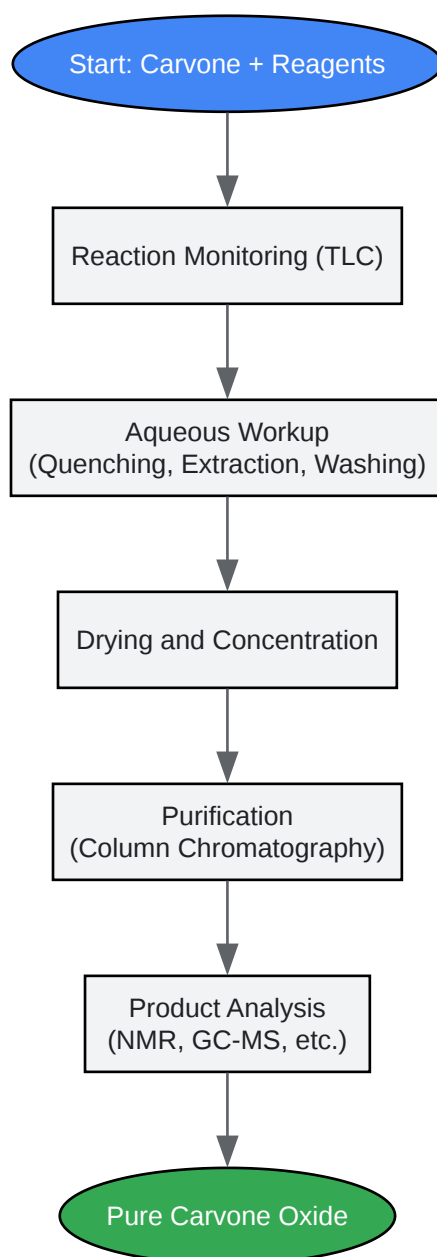 Start: Carvone + Reagents
Reaction Monitoring (TLC)
Aqueous Workup
(Quenching, Extraction, Washing)
Drying and Concentration
Purification
(Column Chromatography)
Product Analysis
(NMR, GC-MS, etc.)
Pure Carvone Oxide